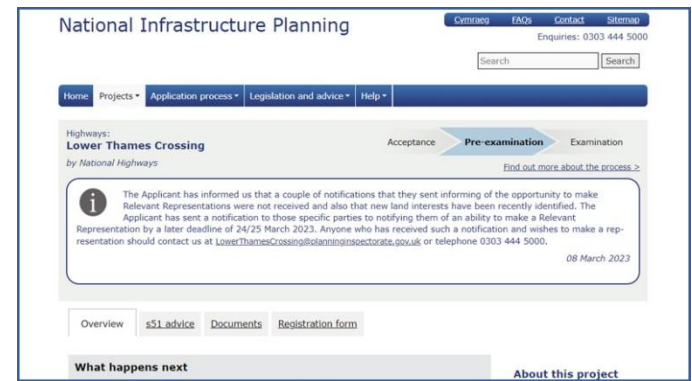 National Infrastructure Planning
Cymraeg FAQs Contact Sitemap
Enquiries: 0303 444 5000
Search Search
Home Projects Application process Legislation and advice Help
Highways:
Lower Thames Crossing
by National Highways
Acceptance Pre-examination Examination
Find out more about the process >
The Applicant has informed us that a couple of notifications that they sent informing of the opportunity to make
Relevant Representations were not received and also that new land interests have been recently identified. The
Applicant has sent a notification to those specific parties to notifying them of an ability to make a Relevant
Representation by a later deadline of 24/25 March 2023. Anyone who has received such a notification and wishes to make a rep-
resentation should contact us at LowerThamesCrossing@planninginspectorate.gov.uk or telephone 0303 444 5000.
08 March 2023
Overview s51 advice Documents Registration form
What happens next
About this project